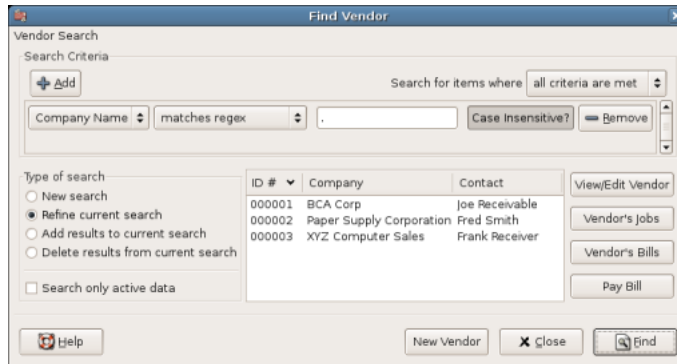 Find Vendor
Vendor Search
Search Criteria
Add
Search for items where all criteria are met
Company Name matches regex . Case Insensitive? Remove
Type of search
New search
Refine current search
Add results to current search
Delete results from current search
Search only active data
ID # Company Contact
000001 BCA Corp Joe Receivable
000002 Paper Supply Corporation Fred Smith
000003 XYZ Computer Sales Frank Receiver
View/Edit Vendor
Vendor's Jobs
Vendor's Bills
Pay Bill
Help New Vendor Close Find